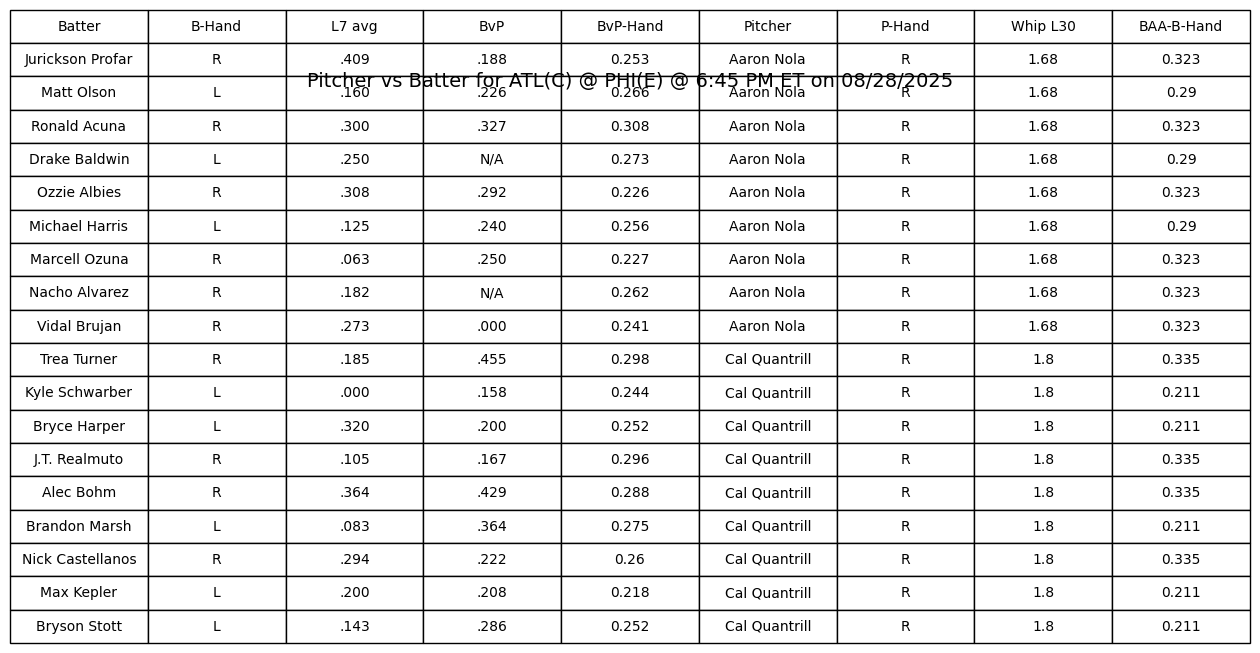 Batter B-Hand L7 avg BvP BvP-Hand Pitcher P-Hand Whip L30 BAA-B-Hand
Jurickson Profar R .409 .188 0.253 Aaron Nola R 1.68 0.323
Pitcher vs Batter for ATL(C) @ PHI(E) @ 6:45 PM ET on 08/28/2025
Matt Olson L .160 .226 0.266 Aaron Nola R 1.68 0.29
Ronald Acuna R .300 .327 0.308 Aaron Nola R 1.68 0.323
Drake Baldwin L .250 N/A 0.273 Aaron Nola R 1.68 0.29
Ozzie Albies R .308 .292 0.226 Aaron Nola R 1.68 0.323
Michael Harris L .125 .240 0.256 Aaron Nola R 1.68 0.29
Marcell Ozuna R .063 .250 0.227 Aaron Nola R 1.68 0.323
Nacho Alvarez R .182 N/A 0.262 Aaron Nola R 1.68 0.323
Vidal Brujan R .273 .000 0.241 Aaron Nola R 1.68 0.323
Trea Turner R .185 .455 0.298 Cal Quantrill R 1.8 0.335
Kyle Schwarber L .000 .158 0.244 Cal Quantrill R 1.8 0.211
Bryce Harper L .320 .200 0.252 Cal Quantrill R 1.8 0.211
J.T. Realmuto R .105 .167 0.296 Cal Quantrill R 1.8 0.335
Alec Bohm R .364 .429 0.288 Cal Quantrill R 1.8 0.335
Brandon Marsh L .083 .364 0.275 Cal Quantrill R 1.8 0.211
Nick Castellanos R .294 .222 0.26 Cal Quantrill R 1.8 0.335
Max Kepler L .200 .208 0.218 Cal Quantrill R 1.8 0.211
Bryson Stott L .143 .286 0.252 Cal Quantrill R 1.8 0.211